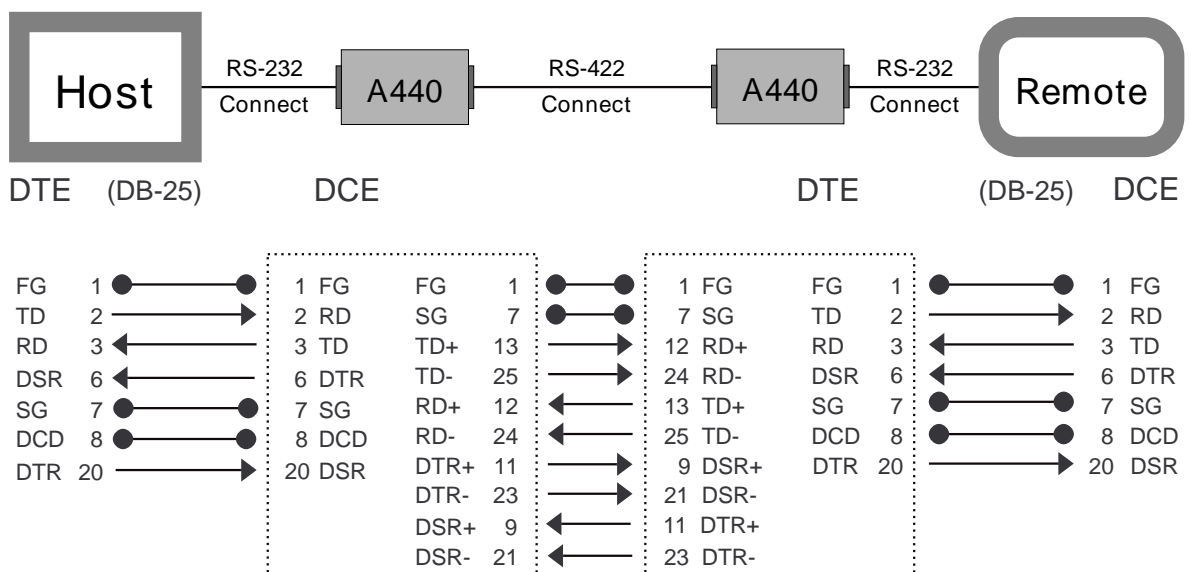 Host RS-232 Connect A440 RS-422 Connect A440 RS-232 Connect Remote
DTE (DB-25) DCE DTE (DB-25) DCE
FG 1 1 FG FG 1 1 FG FG 1 1 FG
TD 2 2 RD SG 7 7 SG TD 2 2 RD
RD 3 3 TD TD+ 13 12 RD+ RD 3 3 TD
DSR 6 6 DTR TD- 25 24 RD- DSR 6 6 DTR
SG 7 7 SG RD+ 12 13 TD+ SG 7 7 SG
DCD 8 8 DCD RD- 24 25 TD- DCD 8 8 DCD
DTR 20 20 DSR DTR+ 11 9 DSR+ DTR 20 20 DSR
DTR- 23 21 DSR-
DSR+ 9 11 DTR+
DSR- 21 23 DTR-